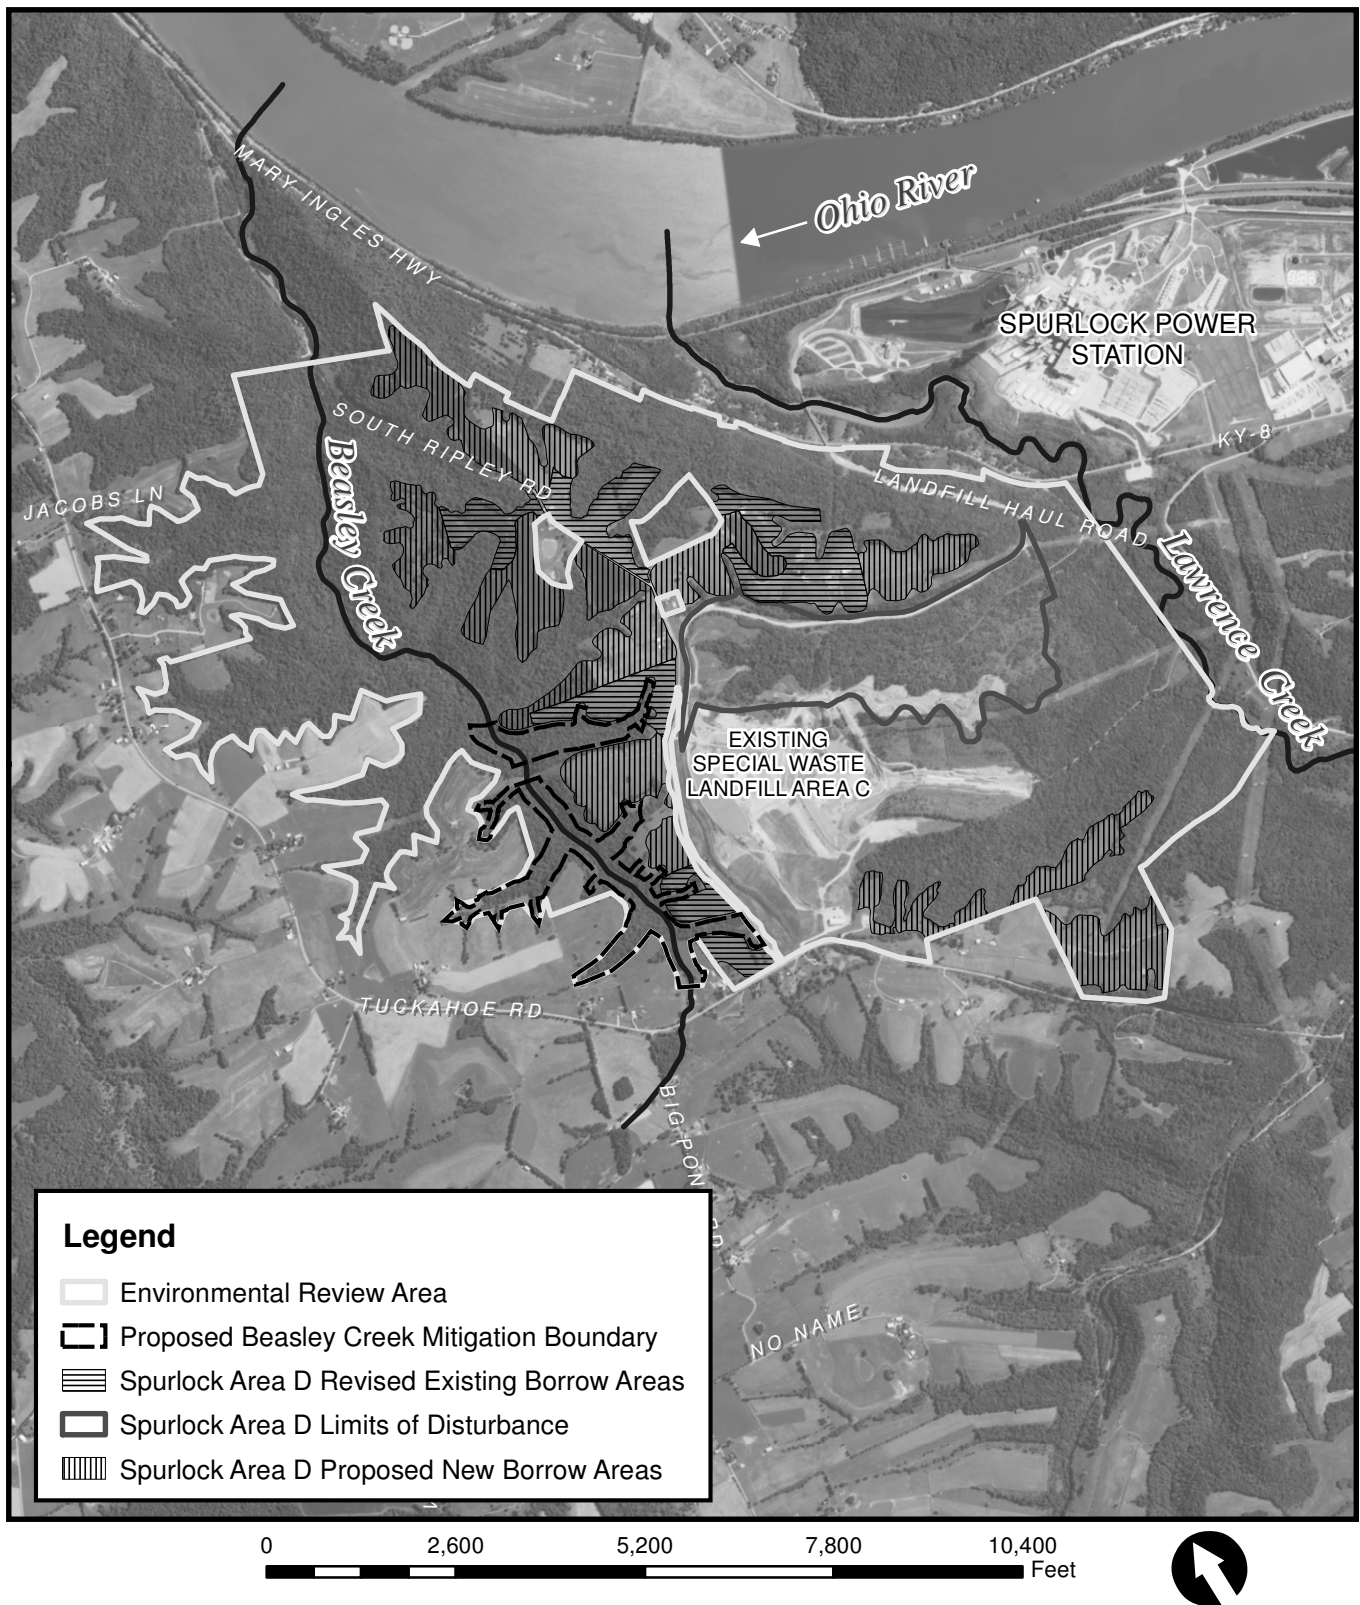 MARY INGLES HWY
Ohio River
SPURLOCK POWER
STATION
KY-8
SOUTH RIPLEY RD
LANDFILL HAUL ROAD
JACOBS LN
Beasley Creek
Lawrence Creek
EXISTING
SPECIAL WASTE
LANDFILL AREA C
TUCKAHOE RD
BIG PON
RD
NO NAME
Legend
Environmental Review Area
Proposed Beasley Creek Mitigation Boundary
Spurlock Area D Revised Existing Borrow Areas
Spurlock Area D Limits of Disturbance
Spurlock Area D Proposed New Borrow Areas
0 2,600 5,200 7,800 10,400
Feet